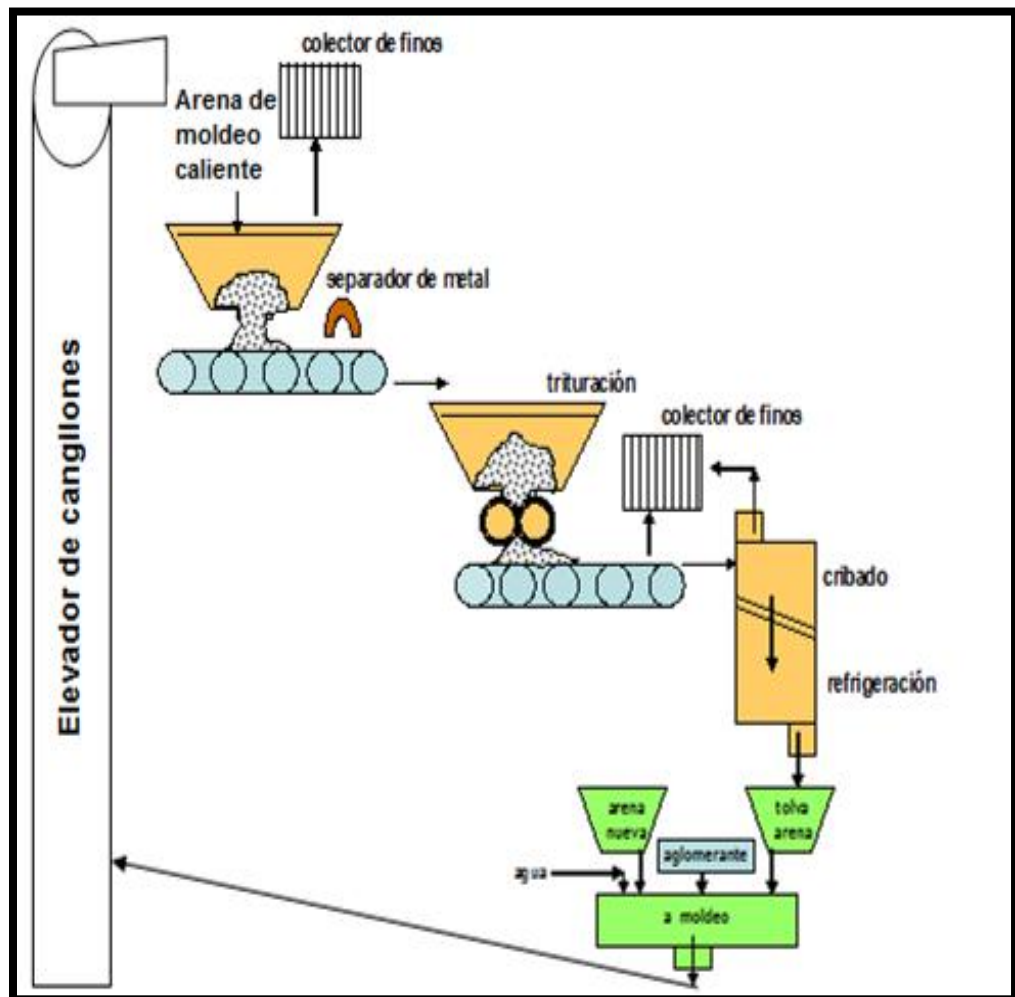 colector de finos
Arena de
moldeo
caliente
separador de metal
trituración
colector de finos
Elevador de cangliones
cribado
refrigeración
arena
nueva
tolva
arena
aglomerante
agua
a moldeo